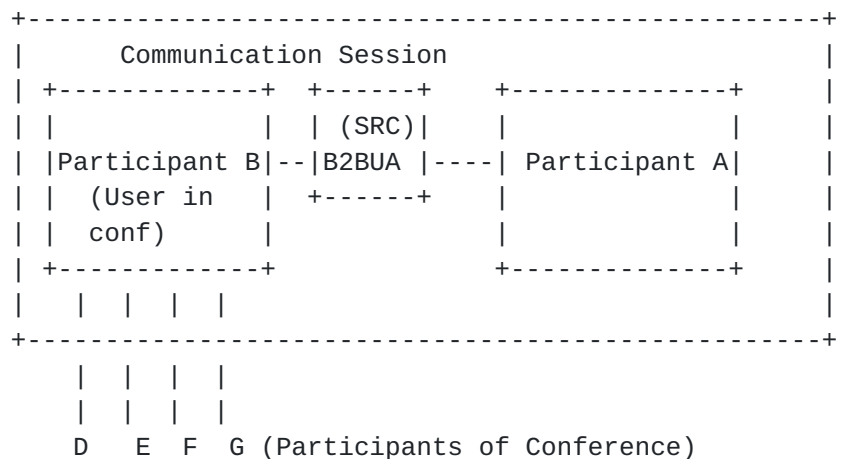 Communication Session
(SRC)
Participant B B2BUA Participant A
(User in
conf)
D E F G (Participants of Conference)